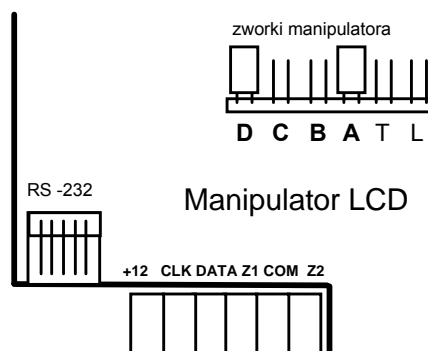 zworki manipulatora
D C B A T L
RS -232
Manipulator LCD
+12 CLK DATA Z1 COM Z2